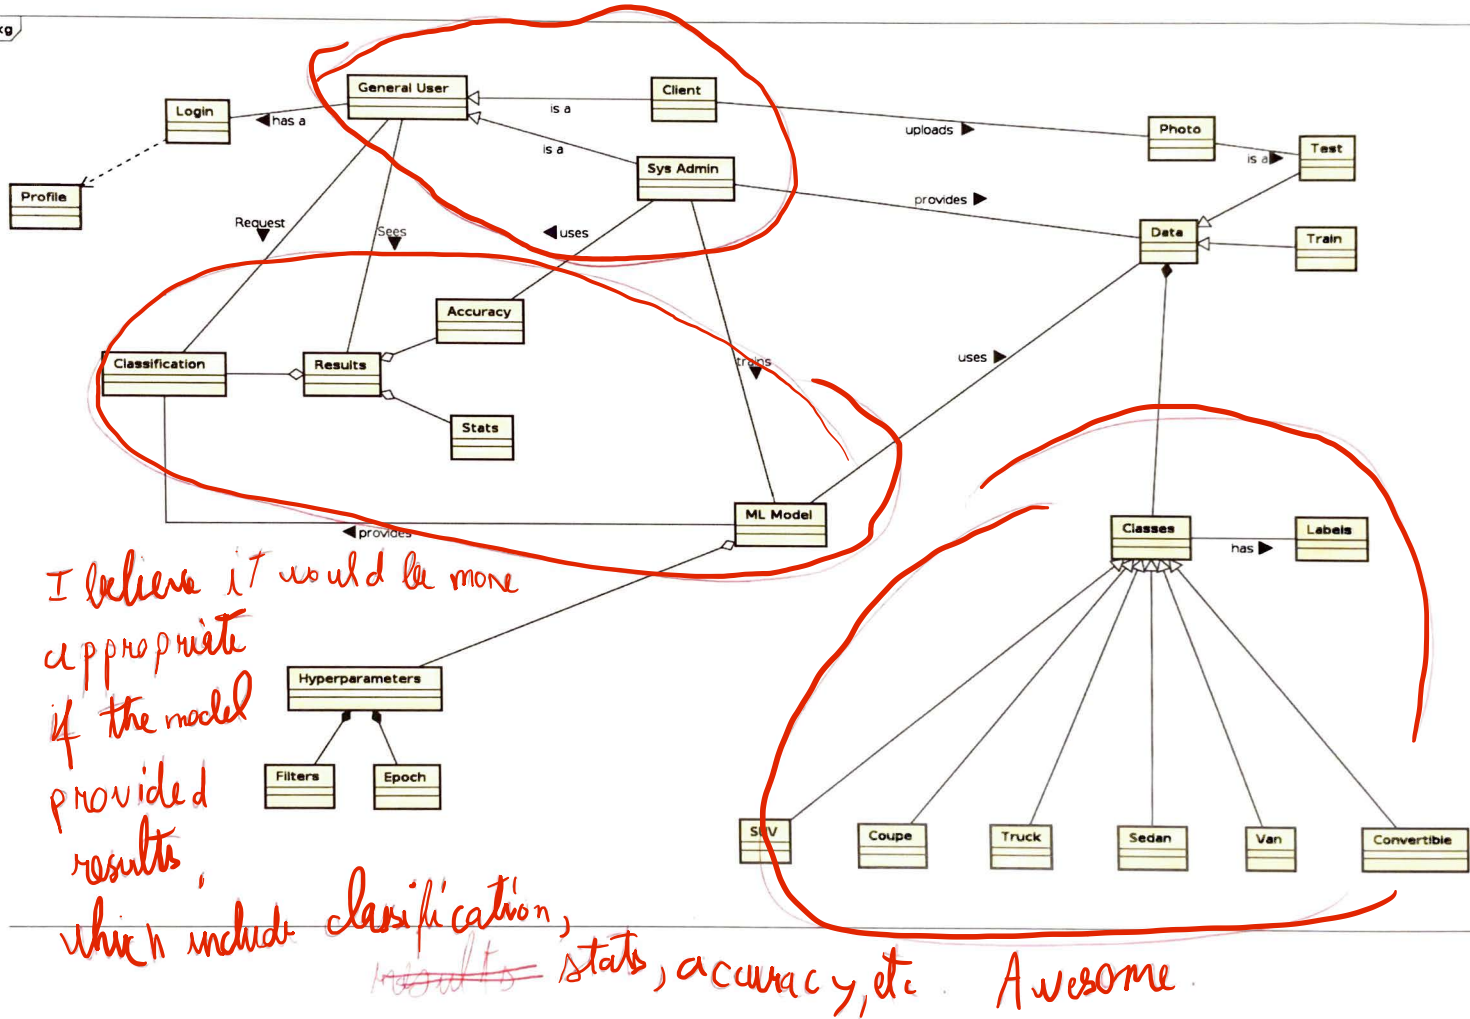 kg
General User
Client
Login
has a
is a
uploads
Photo
Test
is a
is a
Sys Admin
Profile
provides
Request
Sees
uses
Data
Train
Accuracy
Classification
Results
trains
uses
Stats
ML Model
provides
Classes
has
Labels
I believe it would be more
appropriate
if the model
provided
results,
which include classification,
results stats, accuracy, etc. Awesome.
Hyperparameters
Filters
Epoch
SUV
Coupe
Truck
Sedan
Van
Convertible